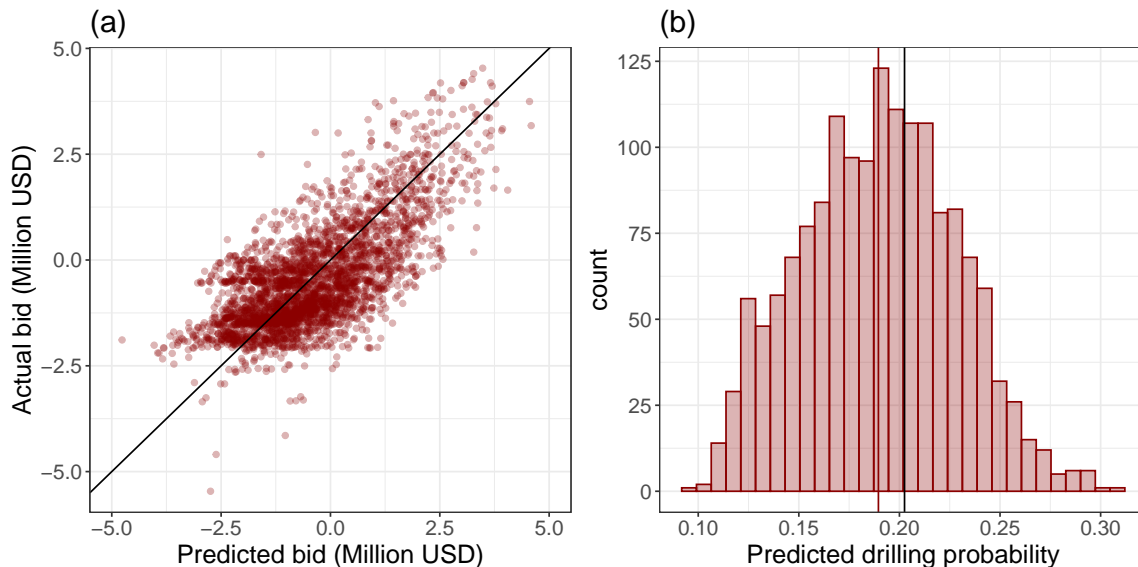 (a)
5.0
2.5
0.0
−2.5
−5.0
Actual bid (Million USD)
−5.0 −2.5 0.0 2.5 5.0
Predicted bid (Million USD)
(b)
125
100
75
50
25
0
count
0.10 0.15 0.20 0.25 0.30
Predicted drilling probability